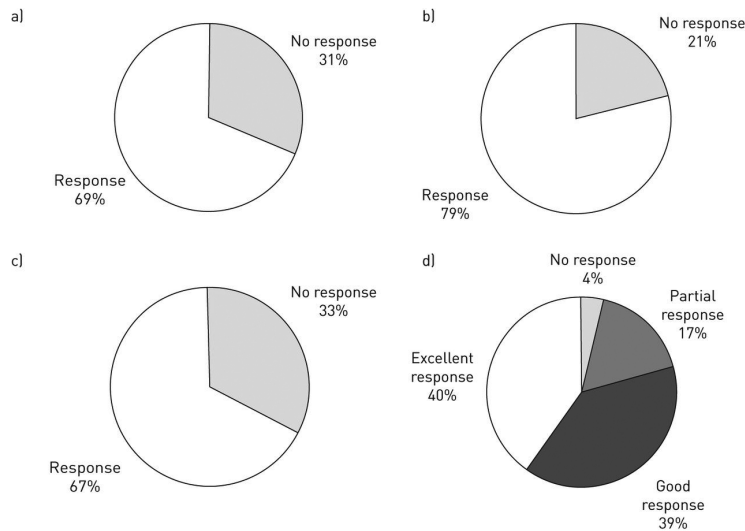 a)
No response
31%
Response
69%
b)
No response
21%
Response
79%
c)
No response
33%
Response
67%
d)
No response
4%
Partial
response
17%
Excellent
response
40%
Good
response
39%